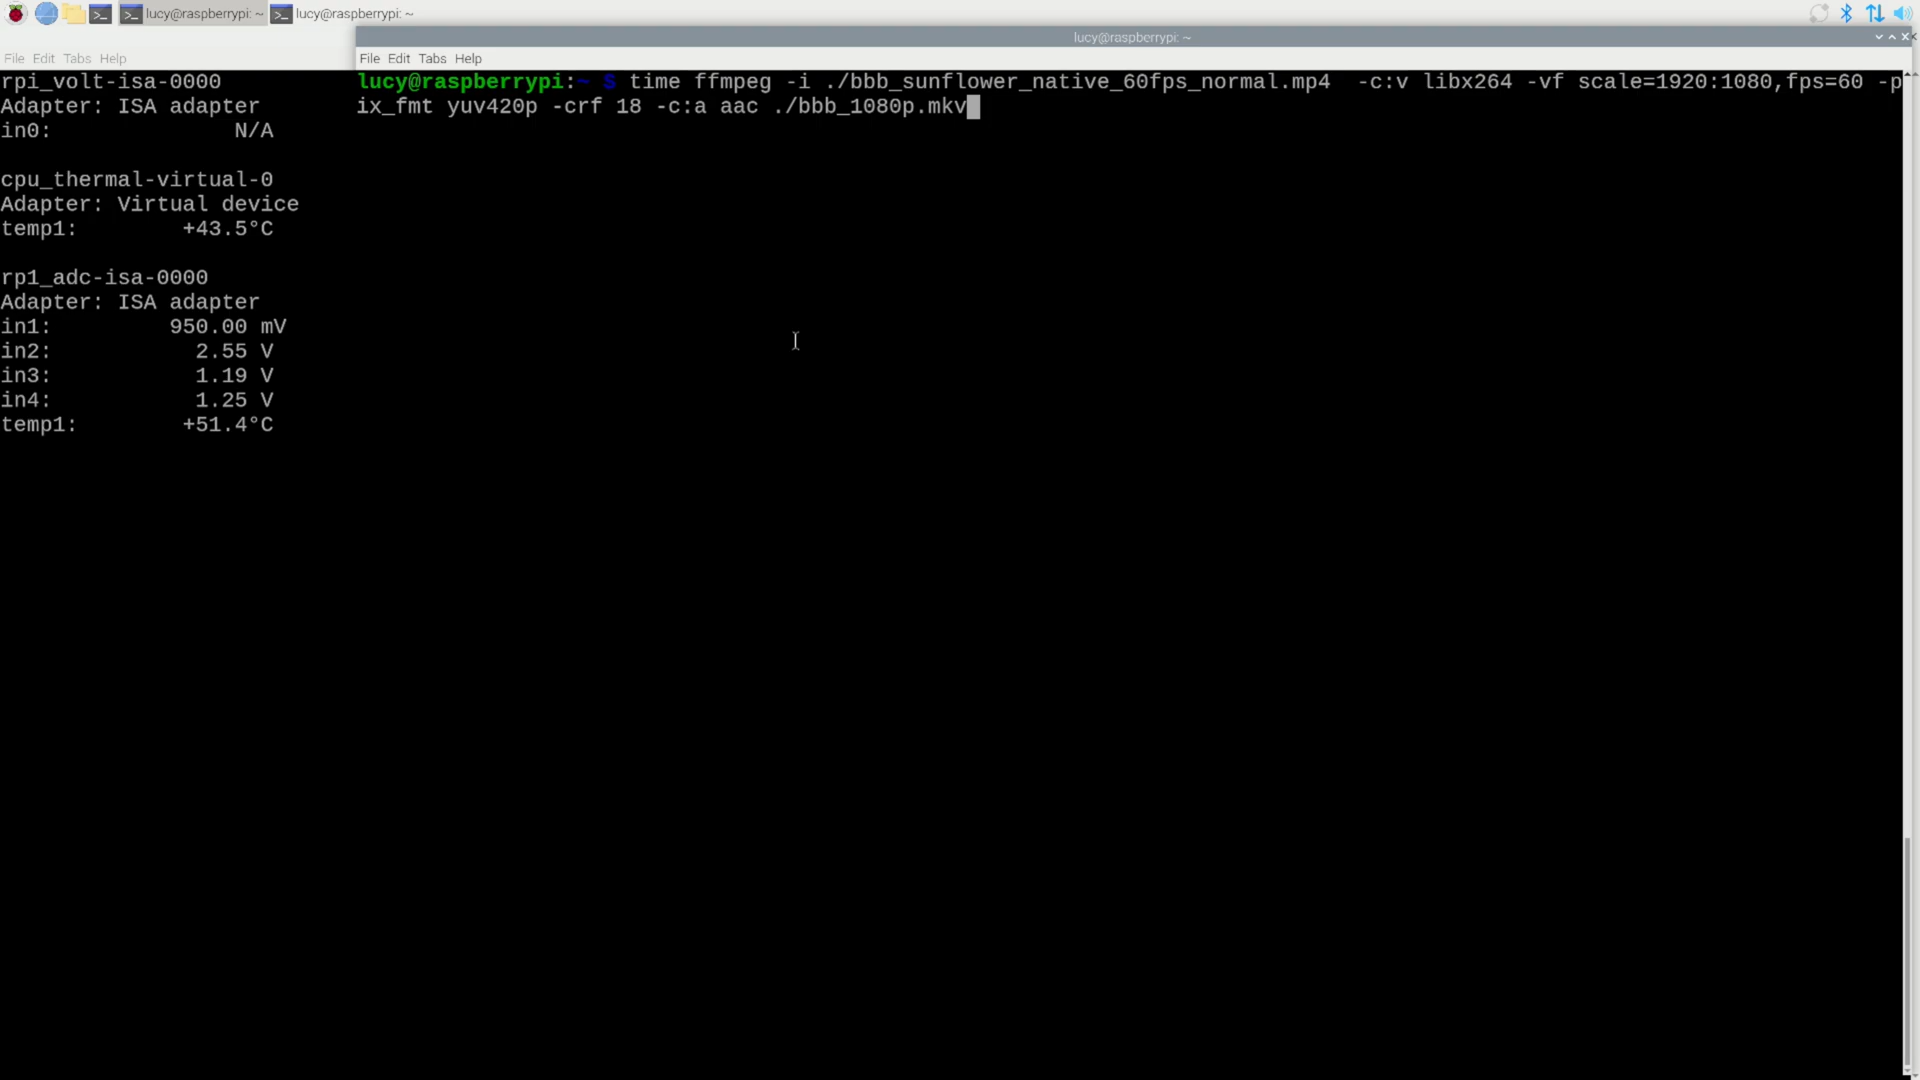 lucy@raspberrypi: ~ lucy@raspberrypi: ~
lucy@raspberrypi: ~
File Edit Tabs Help
rpi_volt-isa-0000
Adapter: ISA adapter
in0: N/A
cpu_thermal-virtual-0
Adapter: Virtual device
temp1: +43.5°C
rp1_adc-isa-0000
Adapter: ISA adapter
in1: 950.00 mV
in2: 2.55 V
in3: 1.19 V
in4: 1.25 V
temp1: +51.4°C
File Edit Tabs Help
lucy@raspberrypi:~ $ time ffmpeg -i ./bbb_sunflower_native_60fps_normal.mp4  -c:v libx264 -vf scale=1920:1080,fps=60 -p
ix_fmt yuv420p -crf 18 -c:a aac ./bbb_1080p.mkv